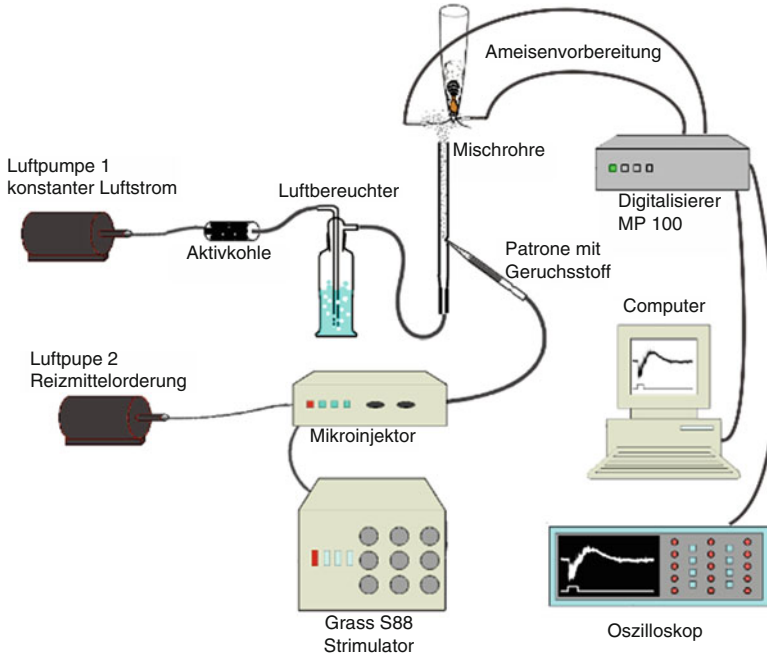 Ameisenvorbereitung
Luftpumpe 1
konstanter Luftstrom
Luftbereuchter
Mischrohre
Aktivkohle
Digitalisierer
MP 100
Patrone mit
Geruchsstoff
Computer
Luftpupe 2
Reizmittelorderung
Mikroinjektor
Grass S88
Strimulator
Oszilloskop